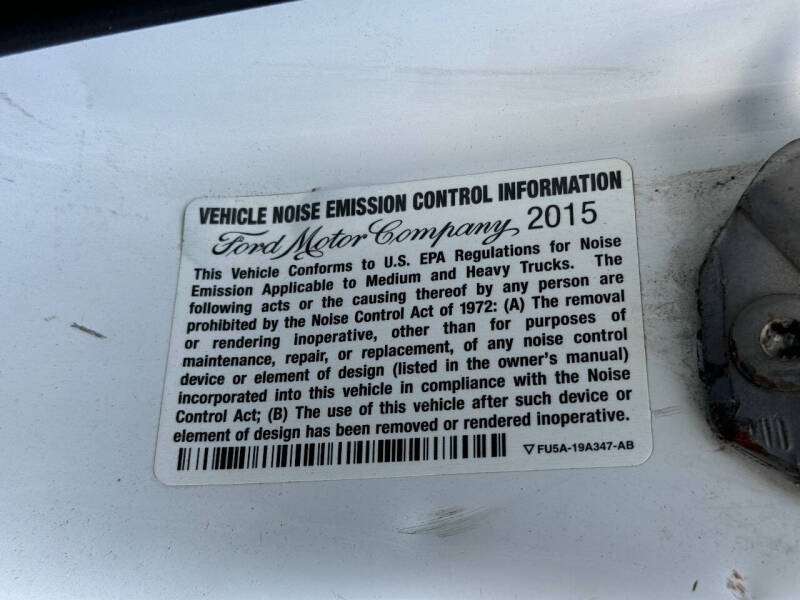 VEHICLE NOISE EMISSION CONTROL INFORMATION
Ford Motor Company 2015
This Vehicle Conforms to U.S. EPA Regulations for Noise
Emission Applicable to Medium and Heavy Trucks. The
following acts or the causing thereof by any person are
prohibited by the Noise Control Act of 1972: (A) The removal
or rendering inoperative, other than for purposes of
maintenance, repair, or replacement, of any noise control
device or element of design (listed in the owner's manual)
incorporated into this vehicle in compliance with the Noise
Control Act; (B) The use of this vehicle after such device or
element of design has been removed or rendered inoperative.
▽ FU5A-19A347-AB